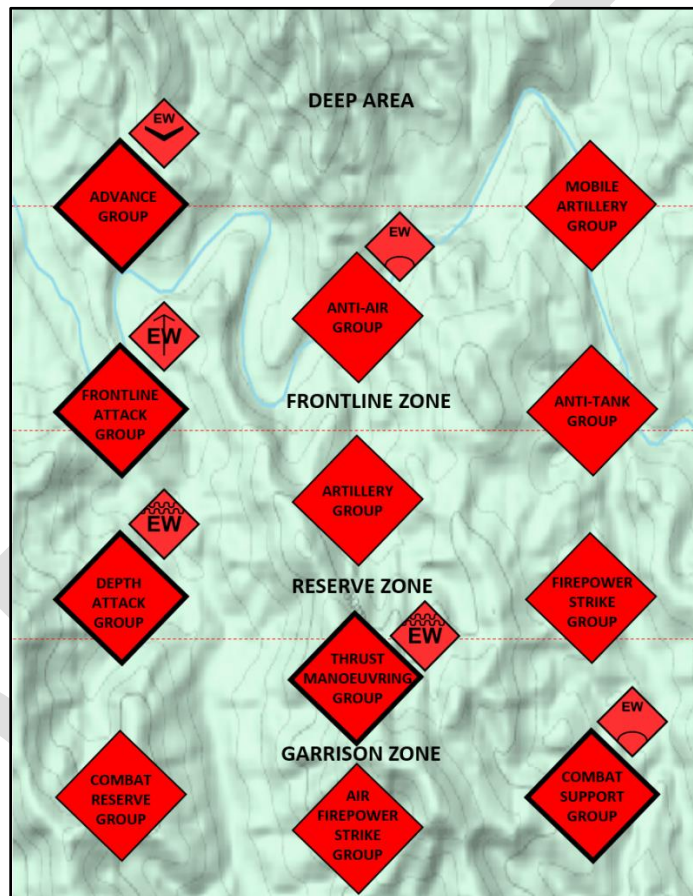 DEEP AREA
EW
ADVANCE
GROUP
MOBILE
ARTILLERY
GROUP
EW
ANTI-AIR
GROUP
EW
FRONTLINE
ATTACK
GROUP
FRONTLINE ZONE
ANTI-TANK
GROUP
ARTILLERY
GROUP
EW
DEPTH
ATTACK
GROUP
RESERVE ZONE
FIREPOWER
STRIKE
GROUP
EW
THRUST
MANOEUVRING
GROUP
GARRISON ZONE
EW
COMBAT
RESERVE
GROUP
AIR
FIREPOWER
STRIKE
GROUP
COMBAT
SUPPORT
GROUP